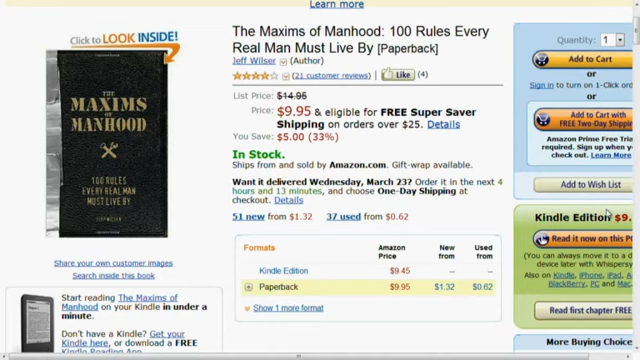 Learn more
Click to LOOK INSIDE!
THE
MAXIMS
OF
MANHOOD
100 RULES
EVERY REAL MAN
MUST LIVE BY
JEFF WILSER
Share your own customer images
Search inside this book
Start reading The Maxims of
Manhood on your Kindle in under a
minute.
Don't have a Kindle? Get your
Kindle here, or download a FREE
Kindle Reading App.
The Maxims of Manhood: 100 Rules Every
Real Man Must Live By [Paperback]
Jeff Wilser (Author)
(21 customer reviews) Like (4)
List Price: $14.95
Price: $9.95 & eligible for FREE Super Saver
Shipping on orders over $25. Details
You Save: $5.00 (33%)
In Stock.
Ships from and sold by Amazon.com. Gift-wrap available.
Want it delivered Wednesday, March 23? Order it in the next 4
hours and 13 minutes, and choose One-Day Shipping at
checkout. Details
51 new from $1.32 37 used from $0.62
Formats Amazon Price New from Used from
Kindle Edition $9.45 -- --
Paperback $9.95 $1.32 $0.62
Show 1 more format
Quantity: 1
Add to Cart
or
Sign in to turn on 1-Click
or
Add to Cart with
FREE Two-Day
Amazon Prime Free
required. Sign up when
check out. Learn More
Add to Wish List
Kindle Edition $9.
Read it now on this
(You can always move it to a
device later with
Also on Kindle, iPhone, iPad,
BlackBerry, PC and
Read first chapter FREE
More Buying